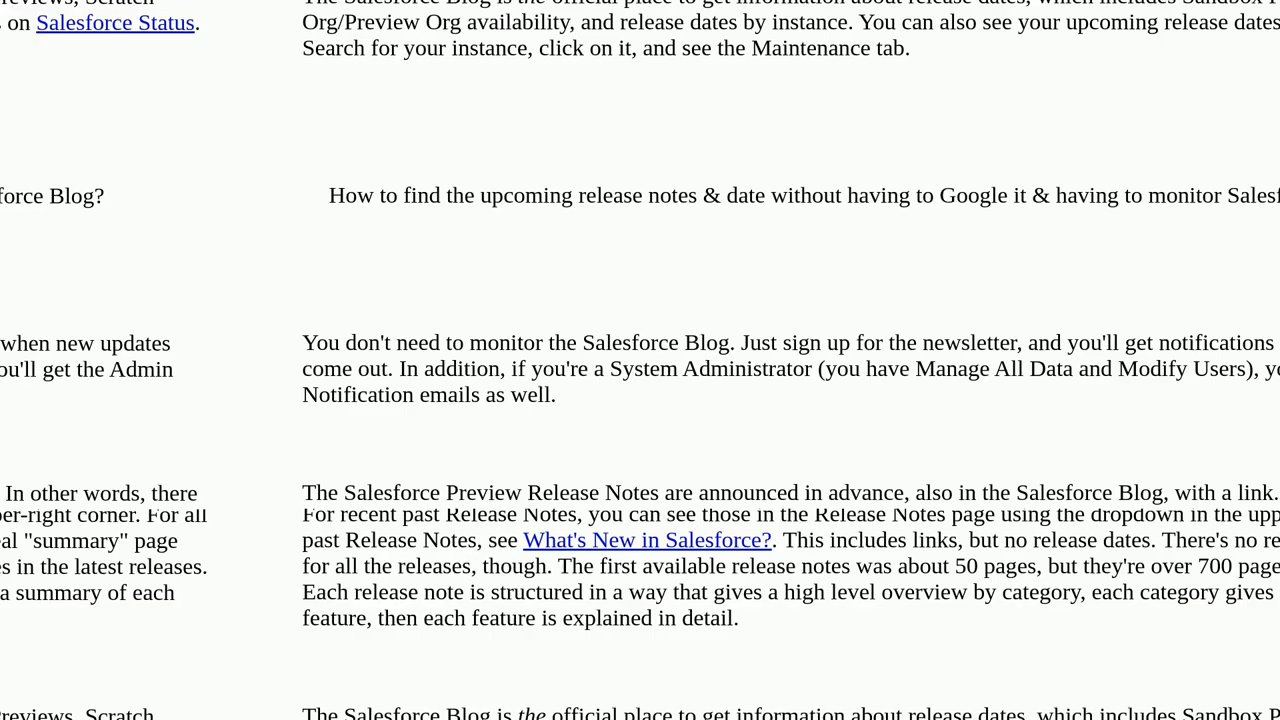 on Salesforce Status.
Org/Preview Org availability, and release dates by instance. You can also see your upcoming release dates
Search for your instance, click on it, and see the Maintenance tab.
force Blog?
How to find the upcoming release notes & date without having to Google it & having to monitor Salesf
when new updates
ou'll get the Admin
You don't need to monitor the Salesforce Blog. Just sign up for the newsletter, and you'll get notifications
come out. In addition, if you're a System Administrator (you have Manage All Data and Modify Users), yo
Notification emails as well.
In other words, there
per-right corner. For all
eal "summary" page
es in the latest releases.
a summary of each
The Salesforce Preview Release Notes are announced in advance, also in the Salesforce Blog, with a link.
For recent past Release Notes, you can see those in the Release Notes page using the dropdown in the upp
past Release Notes, see What's New in Salesforce?. This includes links, but no release dates. There's no re
for all the releases, though. The first available release notes was about 50 pages, but they're over 700 page
Each release note is structured in a way that gives a high level overview by category, each category gives
feature, then each feature is explained in detail.
Previews, Scratch
The Salesforce Blog is the official place to get information about release dates, which includes Sandbox P